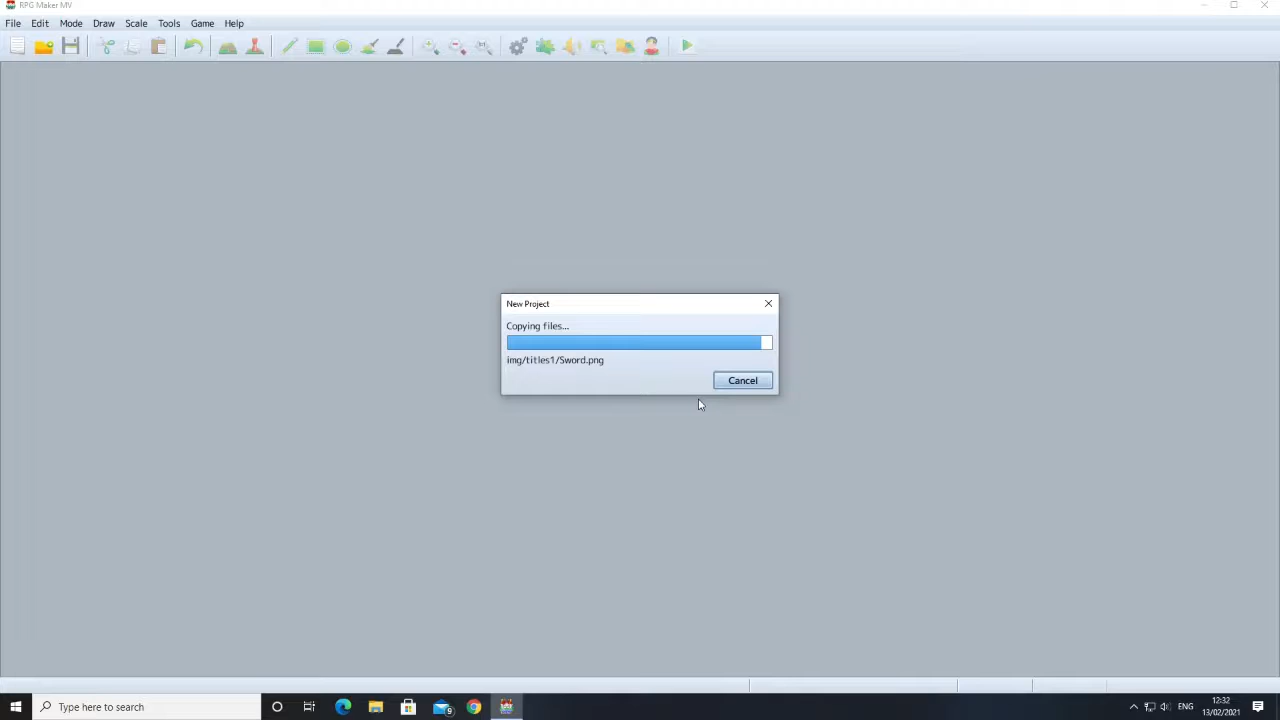 RPG Maker MV
File Edit Mode Draw Scale Tools Game Help
New Project
Copying files...
img/titles1/Sword.png
Cancel
Type here to search
9
ENG
12:32
13/02/2021